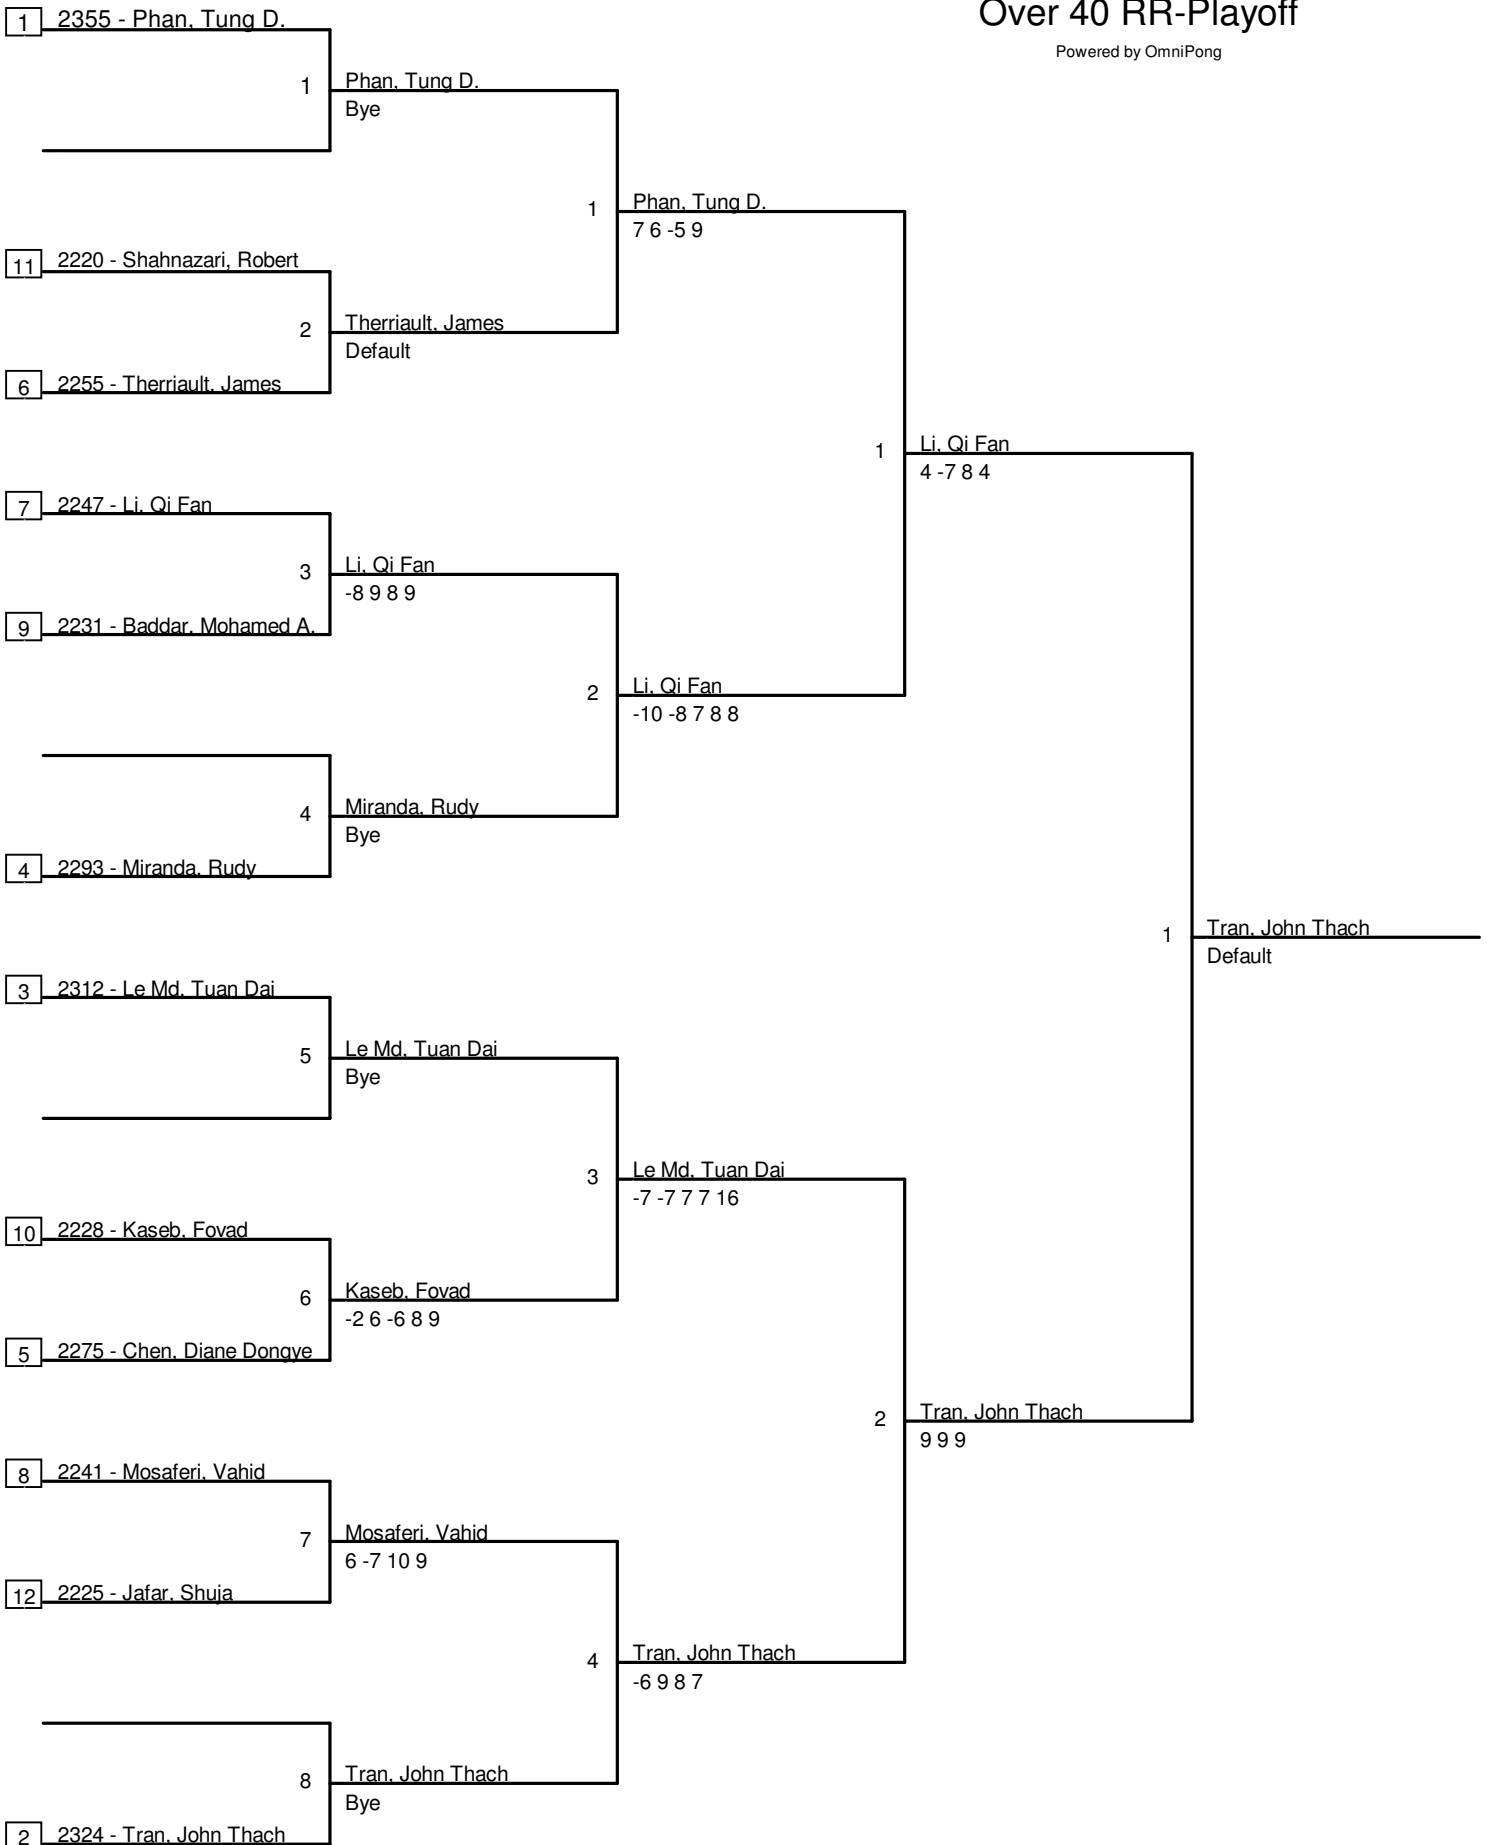 Over 40 RR-Playoff
Powered by OmniPong
1 2355 - Phan, Tung D.
1 Phan, Tung D.
Bye
1 Phan, Tung D.
7 6 -5 9
11 2220 - Shahnazari, Robert
2 Therriault, James
Default
6 2255 - Therriault, James
1 Li, Qi Fan
4 -7 8 4
7 2247 - Li, Qi Fan
3 Li, Qi Fan
-8 9 8 9
9 2231 - Baddar, Mohamed A.
2 Li, Qi Fan
-10 -8 7 8 8
4 Miranda, Rudy
Bye
4 2293 - Miranda, Rudy
1 Tran, John Thach
Default
3 2312 - Le Md, Tuan Dai
5 Le Md, Tuan Dai
Bye
3 Le Md, Tuan Dai
-7 -7 7 7 16
10 2228 - Kaseb, Fovad
6 Kaseb, Fovad
-2 6 -6 8 9
5 2275 - Chen, Diane Dongye
2 Tran, John Thach
9 9 9
8 2241 - Mosaferi, Vahid
7 Mosaferi, Vahid
6 -7 10 9
12 2225 - Jafar, Shuja
4 Tran, John Thach
-6 9 8 7
8 Tran, John Thach
Bye
2 2324 - Tran, John Thach